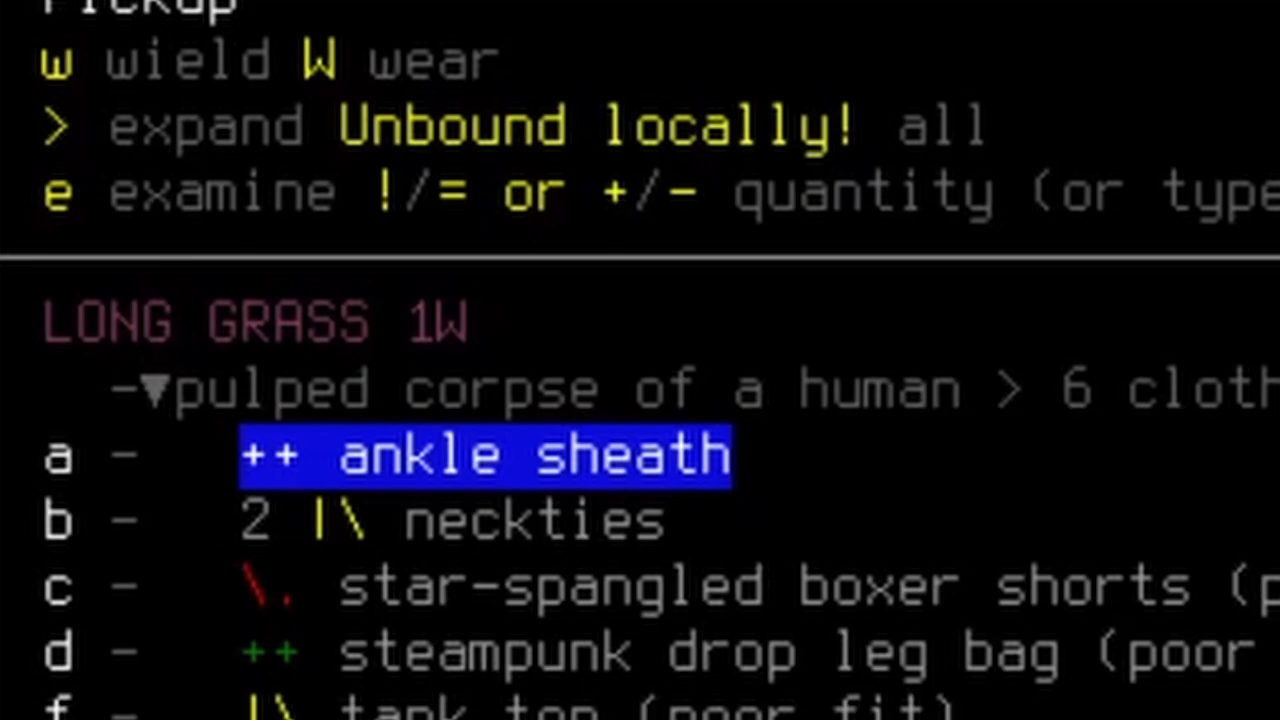 Pickup
w wield W wear
> expand Unbound locally! all
e examine !/= or +/- quantity (or type
LONG GRASS 1W
-▼pulped corpse of a human > 6 cloth
a - ++ ankle sheath
b - 2 |\ neckties
c - \. star-spangled boxer shorts (p
d - ++ steampunk drop leg bag (poor
f - |\ tank top (poor fit)